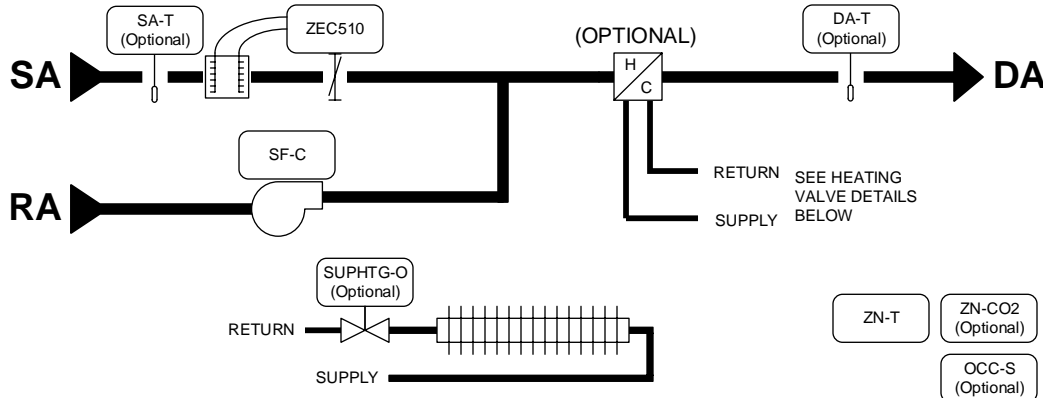 SA-T
(Optional)
ZEC510
(OPTIONAL)
DA-T
(Optional)
SA
H
C
DA
SF-C
RA
RETURN
SUPPLY
SEE HEATING
VALVE DETAILS
BELOW
SUPHTG-O
(Optional)
RETURN
SUPPLY
ZN-T
ZN-CO2
(Optional)
OCC-S
(Optional)